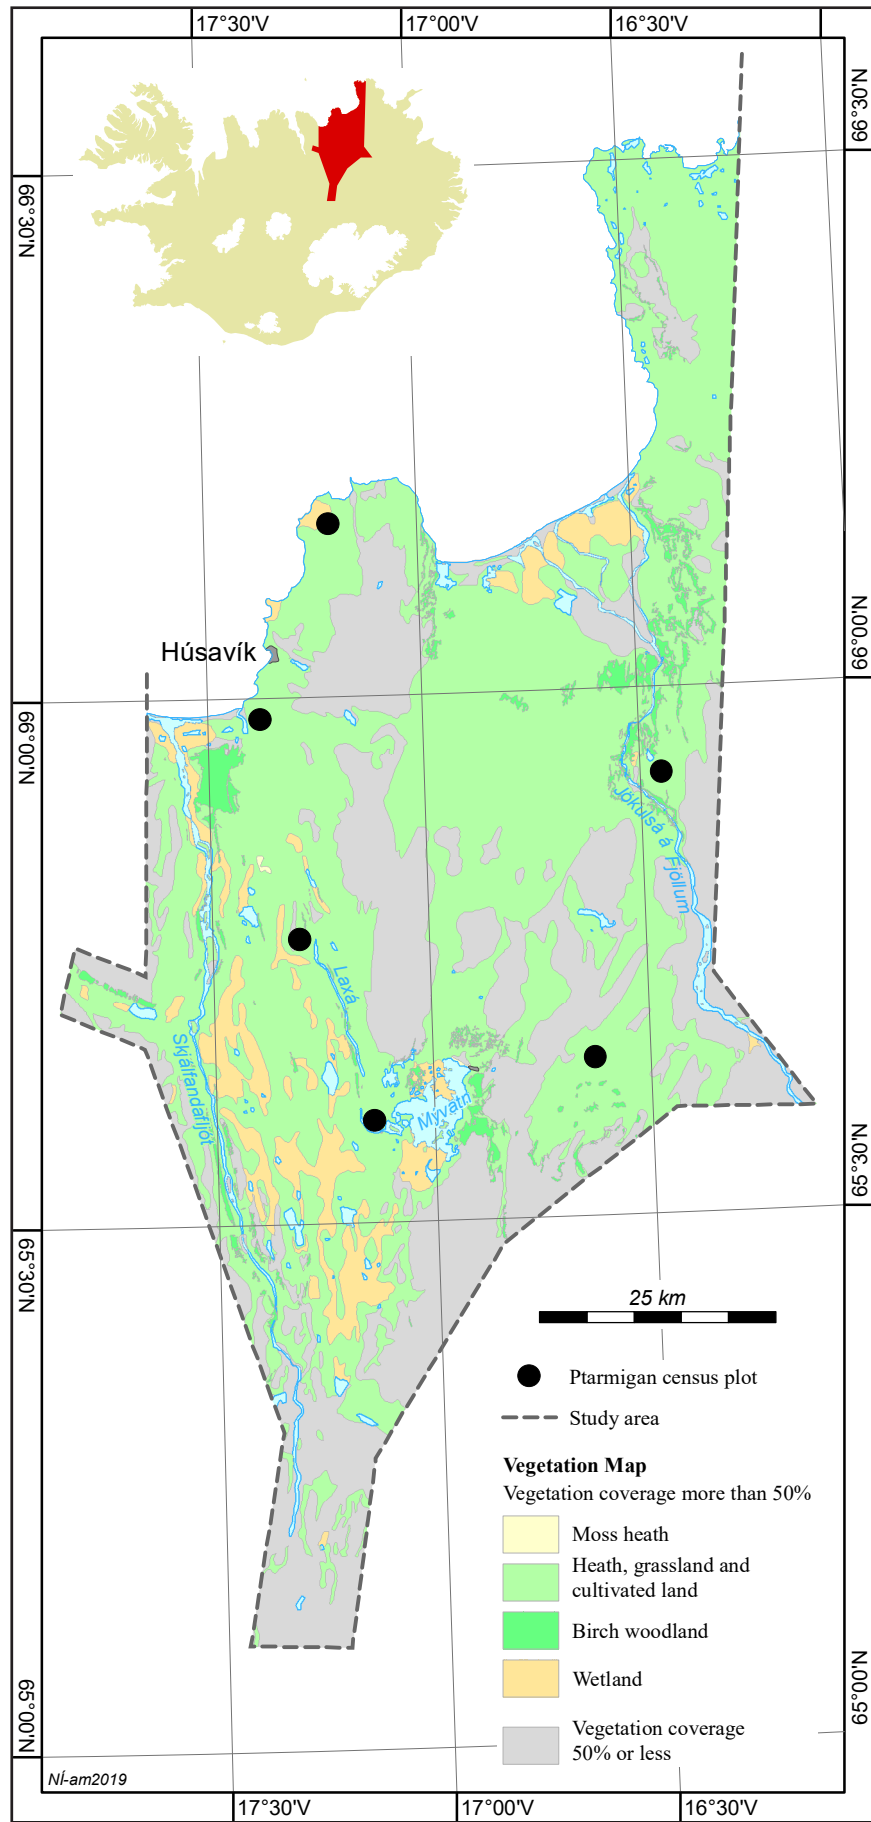 17°30'V
17°00'V
16°30'V
66°30'N
66°30'N
Húsavík
66°00'N
66°00'N
Jökulsá á Fjöllum
Laxá
Skjálfandafljót
Mývatn
65°30'N
65°30'N
25 km
Ptarmigan census plot
Study area
Vegetation Map
Vegetation coverage more than 50%
Moss heath
Heath, grassland and
cultivated land
Birch woodland
Wetland
Vegetation coverage
50% or less
65°00'N
65°00'N
NÍ-am2019
17°30'V
17°00'V
16°30'V